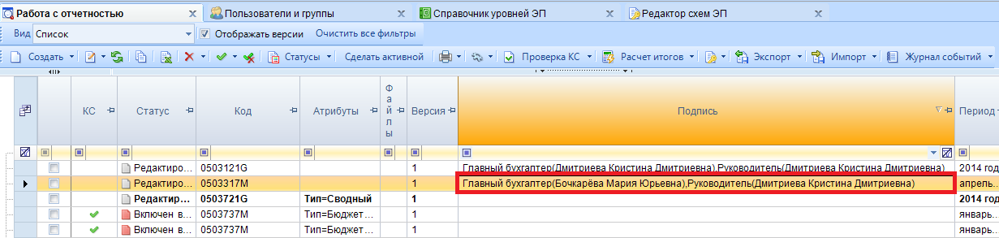 Работа с отчетностью Пользователи и группы Справочник уровней ЭП Редактор схем ЭП
Вид Список Отображать версии Очистить все фильтры
Создать Статусы Сделать активной Проверка КС Расчет итогов Экспорт Импорт Журнал событий
КС Статус Код Атрибуты Файлы Версия Подпись Период
Редактиро... 0503121G 1 Главный бухгалтер(Дмитриева Кристина Дмитриевна),Руководитель(Дмитриева Кристина Дмитриевна) 2014 год
Редактиро... 0503317M 1 Главный бухгалтер(Бочкарёва Мария Юрьевна),Руководитель(Дмитриева Кристина Дмитриевна) апрель...
Редактир... 0503721G Тип=Сводный 1 2014 год
Включен в... 0503737M Тип=Бюджет... 1 январь...
Включен в... 0503737M Тип=Бюджет... 1 январь...